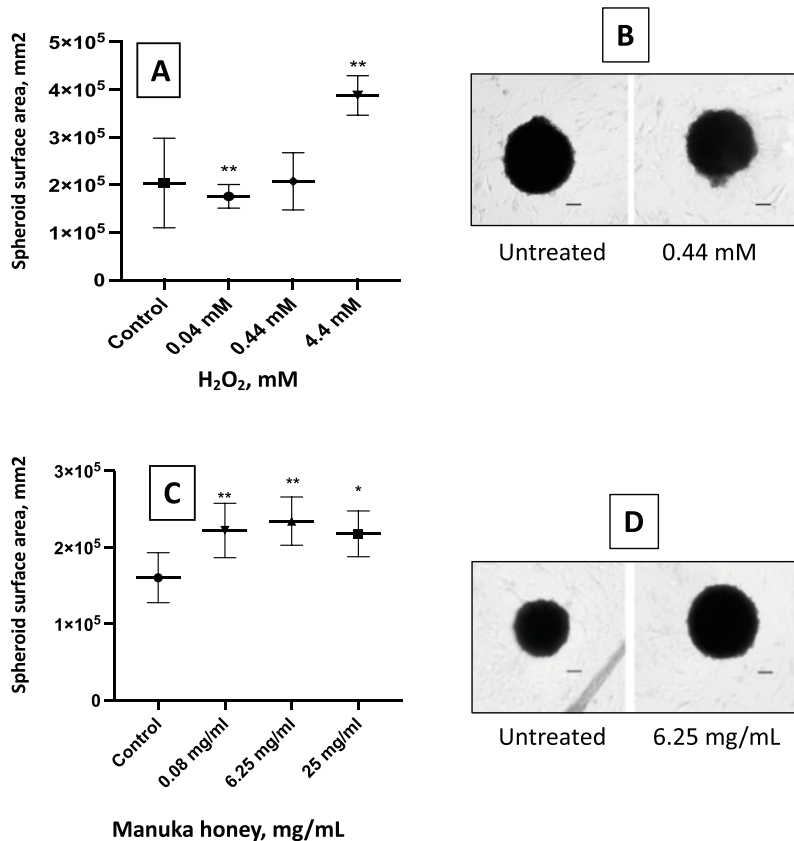 A
Spheroid surface area, mm2
5×10⁵
4×10⁵
3×10⁵
2×10⁵
1×10⁵
0
**
**
Control
0.04 mM
0.44 mM
4.4 mM
H₂O₂, mM
B
Untreated
0.44 mM
C
Spheroid surface area, mm2
3×10⁵
2×10⁵
1×10⁵
0
**
**
*
Control
0.08 mg/ml
6.25 mg/ml
25 mg/ml
Manuka honey, mg/mL
D
Untreated
6.25 mg/mL